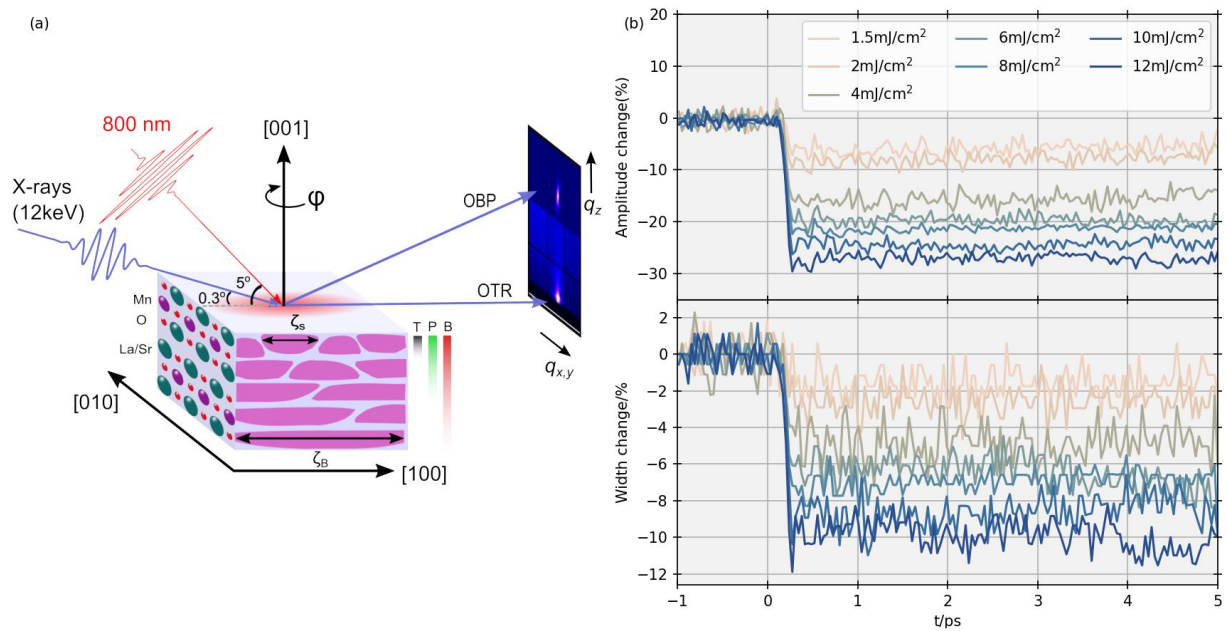 (a)
800 nm
X-rays
(12keV)
[001]
φ
OBP
OTR
q_z
q_x,y
5º
0.3º
Mn
O
La/Sr
ζ_s
ζ_B
T P B
[010]
[100]
(b)
Amplitude change(%)
20
10
0
−10
−20
−30
1.5mJ/cm²
2mJ/cm²
4mJ/cm²
6mJ/cm²
8mJ/cm²
10mJ/cm²
12mJ/cm²
Width change/%
2
0
−2
−4
−6
−8
−10
−12
−1 0 1 2 3 4 5
t/ps